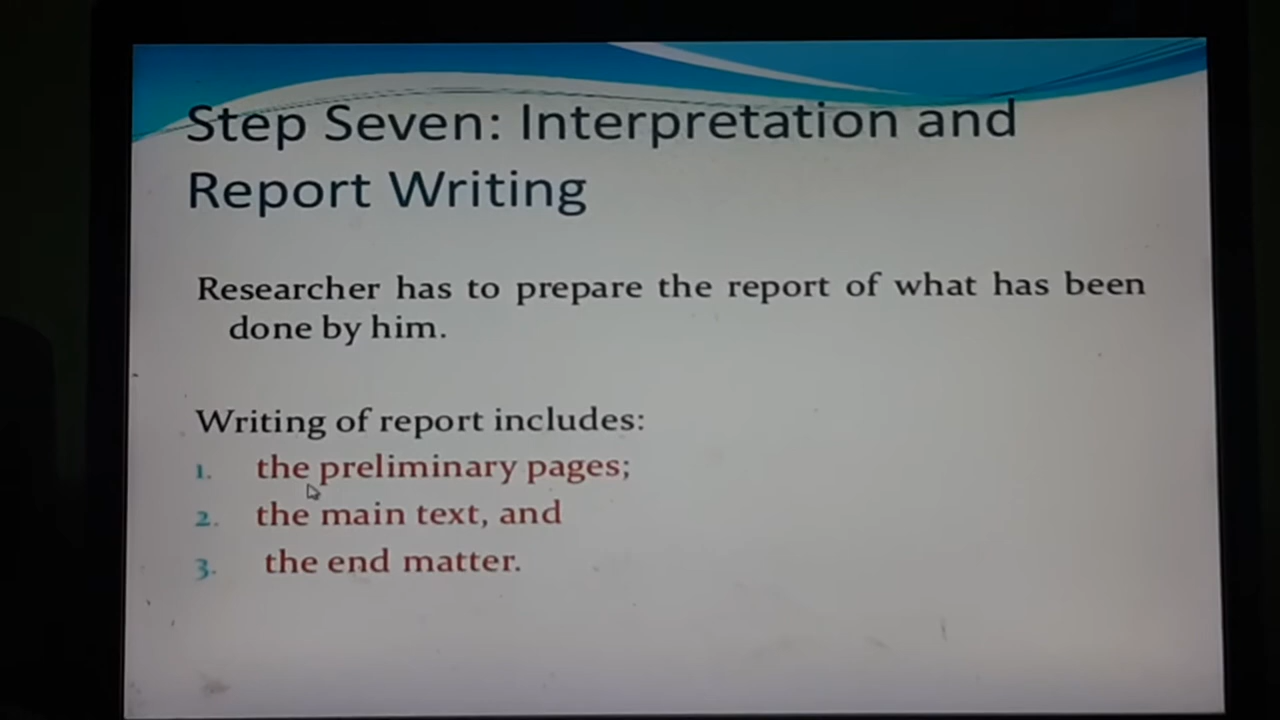 Step Seven: Interpretation and
Report Writing
Researcher has to prepare the report of what has been
done by him.
Writing of report includes:
1. the preliminary pages;
2. the main text, and
3. the end matter.